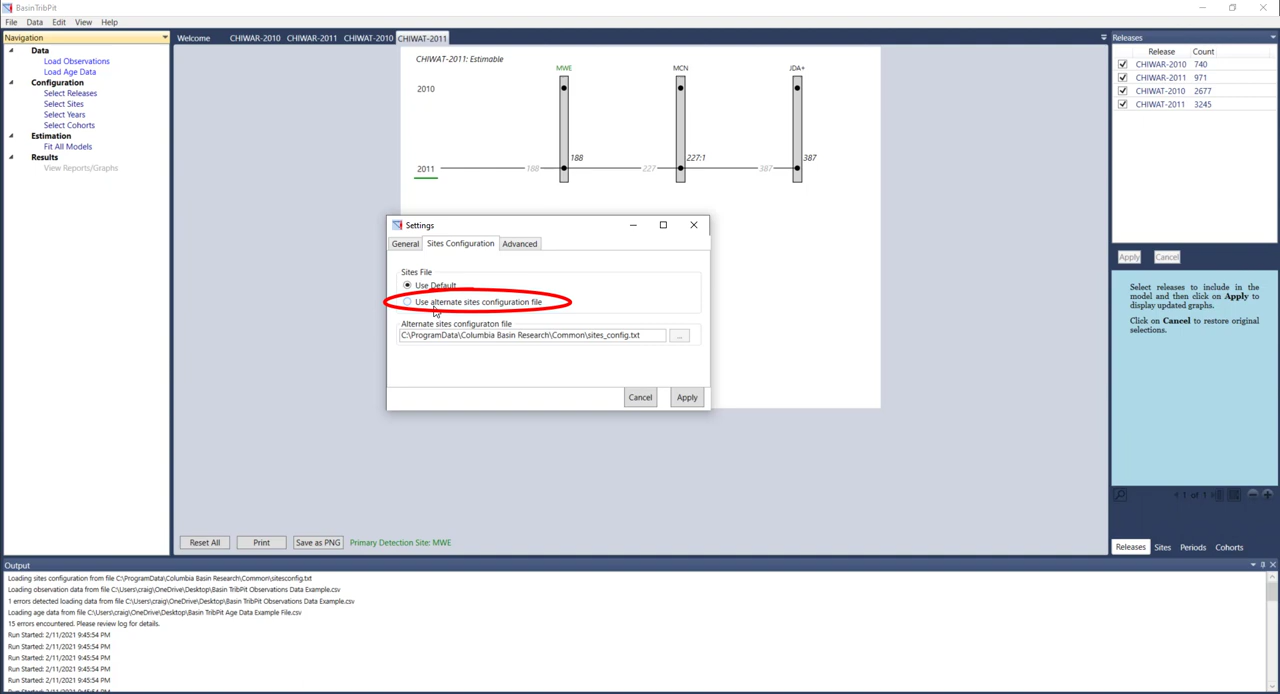 BasinTribPit
File Data Edit View Help
Navigation
Data
Load Observations
Load Age Data
Configuration
Select Releases
Select Sites
Select Years
Select Cohorts
Estimation
Fit All Models
Results
View Reports/Graphs
Welcome CHIWAR-2010 CHIWAR-2011 CHIWAT-2010 CHIWAT-2011
CHIWAT-2011: Estimable
MWE MCN JDA+
2010
188 227:1 387
2011 188 227 387
Settings
General Sites Configuration Advanced
Sites File
Use Default
Use alternate sites configuration file
Alternate sites configuraton file
C:\ProgramData\Columbia Basin Research\Common\sites_config.txt ...
Cancel Apply
Reset All Print Save as PNG Primary Detection Site: MWE
Releases
Release Count
CHIWAR-2010 740
CHIWAR-2011 971
CHIWAT-2010 2677
CHIWAT-2011 3245
Apply Cancel
Select releases to include in the
model and then click on Apply to
display updated graphs.
Click on Cancel to restore original
selections.
1 of 1
Releases Sites Periods Cohorts
Output
Loading sites configuration from file C:\ProgramData\Columbia Basin Research\Common\sitesconfig.txt
Loading observation data from file C:\Users\craig\OneDrive\Desktop\Basin TribPit Observations Data Example.csv
1 errors detected loading data from file C:\Users\craig\OneDrive\Desktop\Basin TribPit Observations Data Example.csv
Loading age data from file C:\Users\craig\OneDrive\Desktop\Basin TribPit Age Data Example File.csv
15 errors encountered. Please review log for details.
Run Started: 2/11/2021 9:45:54 PM
Run Started: 2/11/2021 9:45:54 PM
Run Started: 2/11/2021 9:45:54 PM
Run Started: 2/11/2021 9:45:54 PM
Run Started: 2/11/2021 9:45:54 PM
Run Started: 2/11/2021 9:45:54 PM